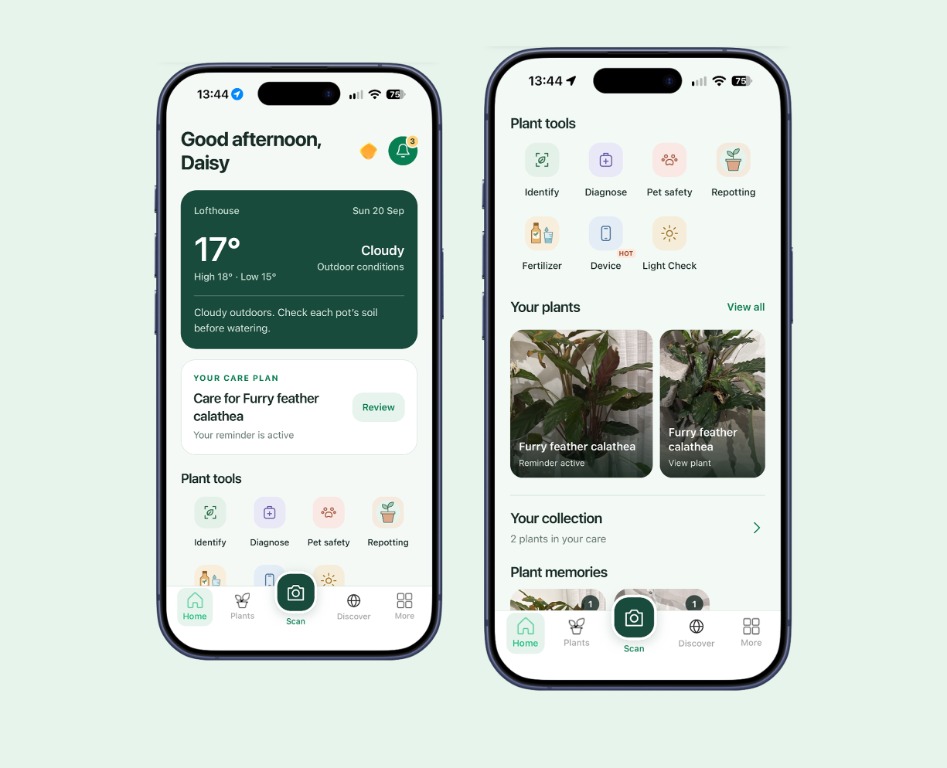 13:44
75
Good afternoon,
Daisy
3
Lofthouse
Sun 20 Sep
17°
Cloudy
Outdoor conditions
High 18° · Low 15°
Cloudy outdoors. Check each pot's soil
before watering.
YOUR CARE PLAN
Care for Furry feather
calathea
Review
Your reminder is active
Plant tools
Identify
Diagnose
Pet safety
Repotting
Home
Plants
Scan
Discover
More
13:44
75
Plant tools
Identify
Diagnose
Pet safety
Repotting
Fertilizer
HOT
Device
Light Check
Your plants
View all
Furry feather calathea
Reminder active
Furry feather
calathea
View plant
Your collection
2 plants in your care
Plant memories
1
1
Home
Plants
Scan
Discover
More